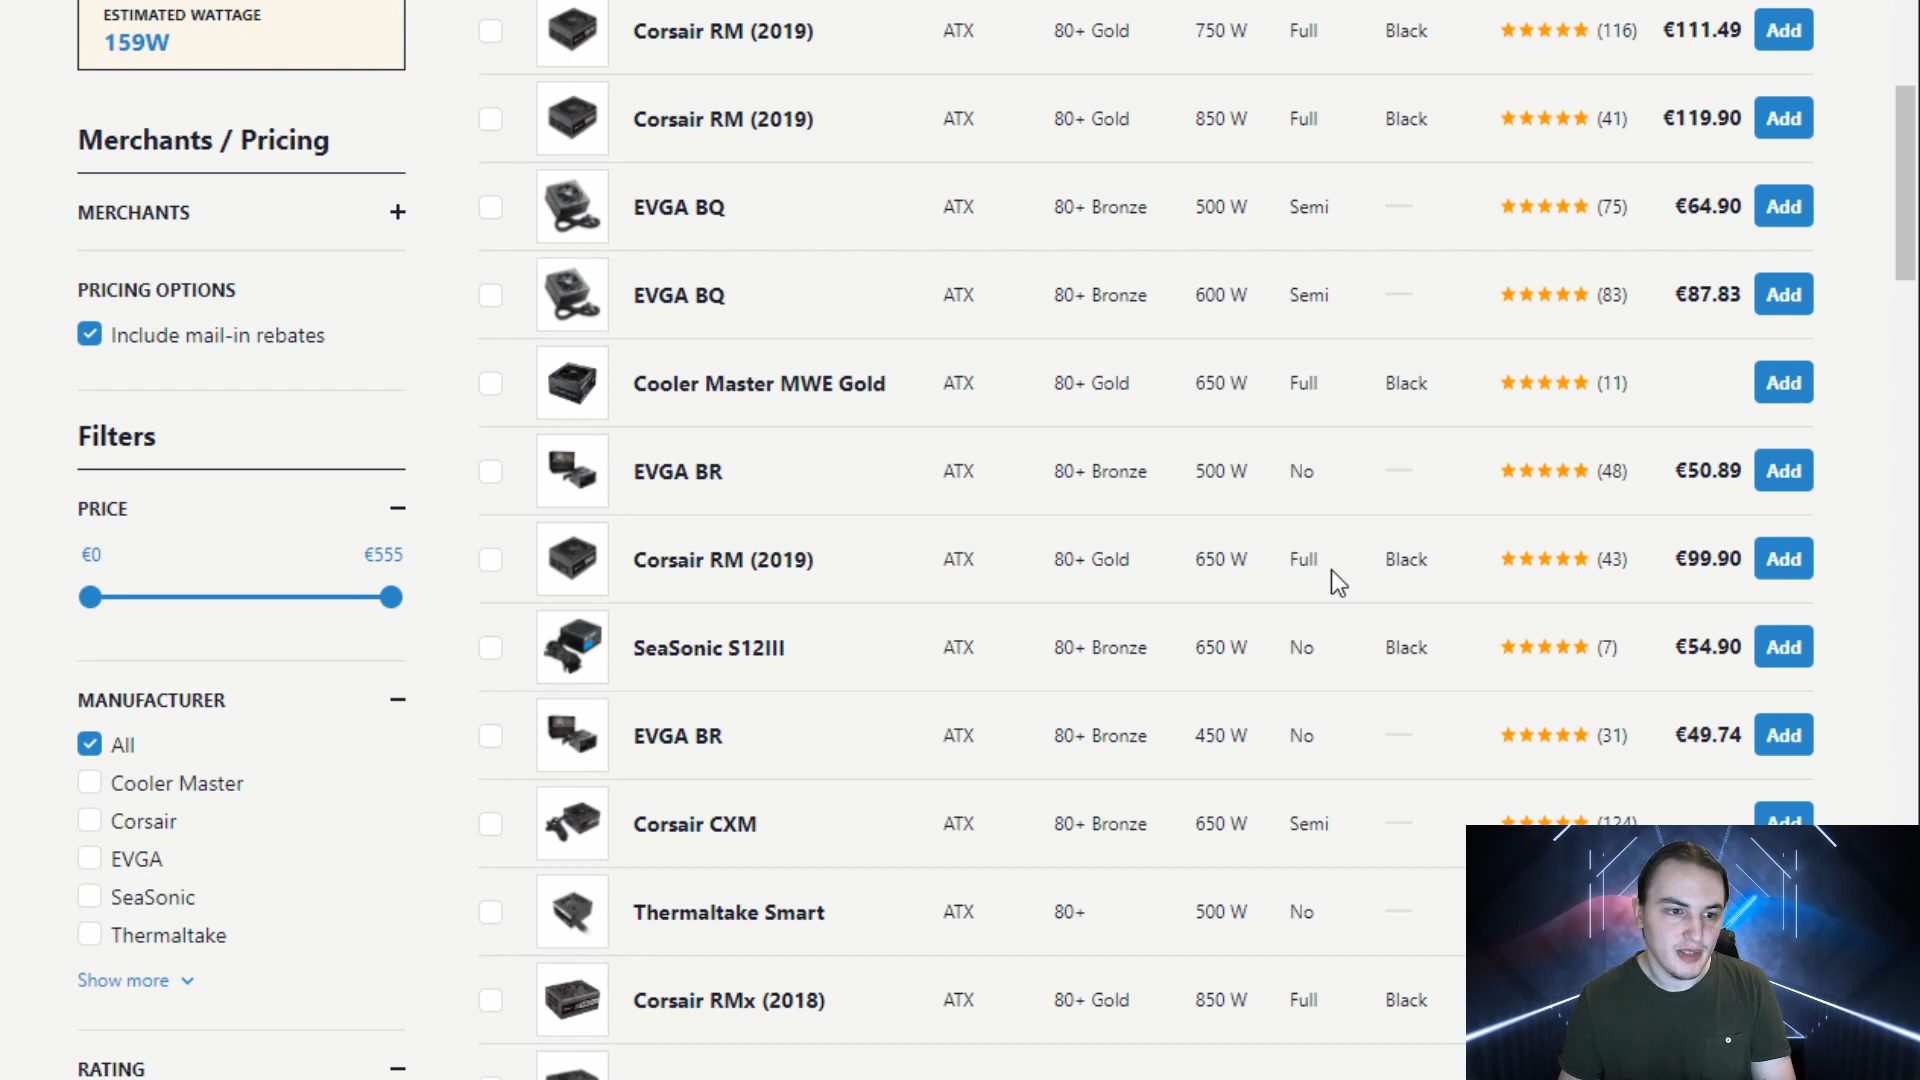 ESTIMATED WATTAGE
159W
Merchants / Pricing
MERCHANTS +
PRICING OPTIONS
Include mail-in rebates
Filters
PRICE
€0 €555
MANUFACTURER
All
Cooler Master
Corsair
EVGA
SeaSonic
Thermaltake
Show more
RATING
Corsair RM (2019) ATX 80+ Gold 750 W Full Black (116) €111.49 Add
Corsair RM (2019) ATX 80+ Gold 850 W Full Black (41) €119.90 Add
EVGA BQ ATX 80+ Bronze 500 W Semi (75) €64.90 Add
EVGA BQ ATX 80+ Bronze 600 W Semi (83) €87.83 Add
Cooler Master MWE Gold ATX 80+ Gold 650 W Full Black (11) Add
EVGA BR ATX 80+ Bronze 500 W No (48) €50.89 Add
Corsair RM (2019) ATX 80+ Gold 650 W Full Black (43) €99.90 Add
SeaSonic S12III ATX 80+ Bronze 650 W No Black (7) €54.90 Add
EVGA BR ATX 80+ Bronze 450 W No (31) €49.74 Add
Corsair CXM ATX 80+ Bronze 650 W Semi (124) Add
Thermaltake Smart ATX 80+ 500 W No
Corsair RMx (2018) ATX 80+ Gold 850 W Full Black